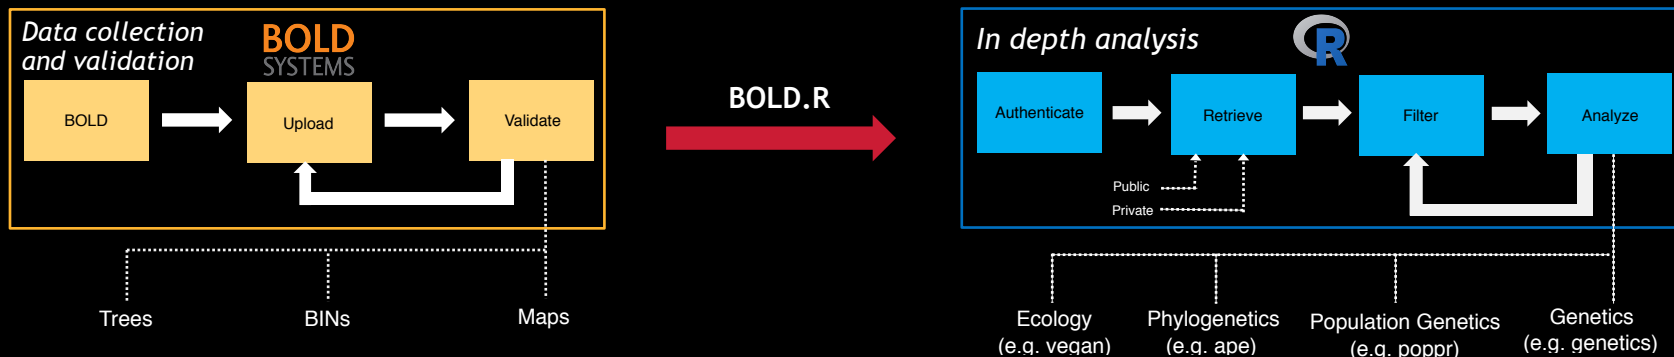 Data collection
and validation
BOLD
SYSTEMS
BOLD
Upload
Validate
Trees
BINs
Maps
BOLD.R
In depth analysis
R
Authenticate
Retrieve
Filter
Analyze
Public
Private
Ecology
(e.g. vegan)
Phylogenetics
(e.g. ape)
Population Genetics
(e.g. poppr)
Genetics
(e.g. genetics)